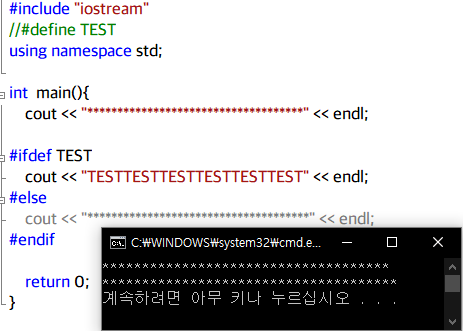 #include "iostream"
//#define TEST
using namespace std;
int main(){
cout << "************************************" << endl;
#ifdef TEST
cout << "TESTTESTTESTTESTTESTTEST" << endl;
#else
cout << "*************************************" << endl;
#endif
return 0;
}
C:₩WINDOWS₩system32₩cmd.e...
************************************
*************************************
계속하려면 아무 키나 누르십시오 . . .